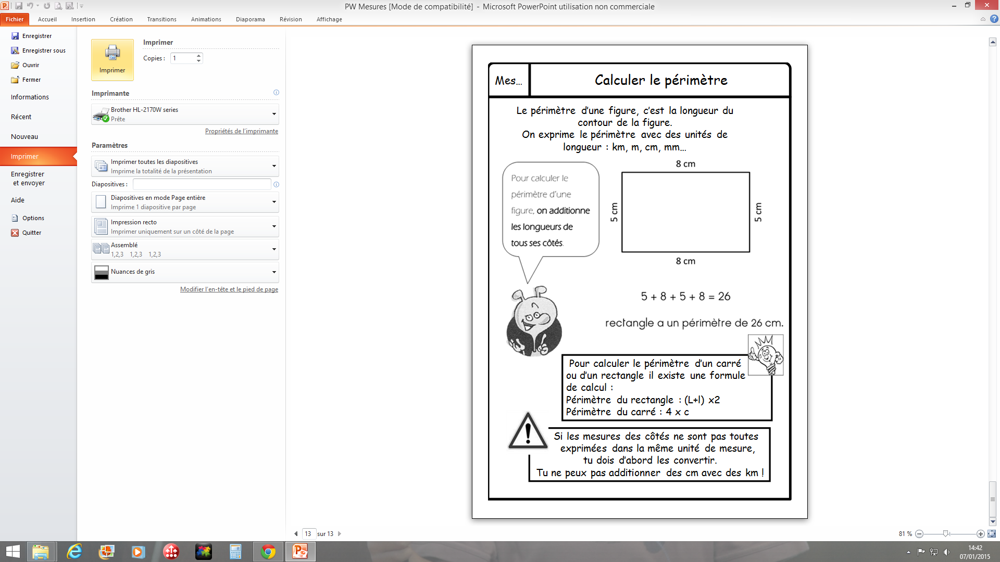 PW Mesures [Mode de compatibilité] - Microsoft PowerPoint utilisation non commerciale
Fichier Accueil Insertion Création Transitions Animations Diaporama Révision Affichage
Enregistrer
Enregistrer sous
Ouvrir
Fermer
Informations
Récent
Nouveau
Imprimer
Enregistrer
et envoyer
Aide
Options
Quitter
Imprimer
Imprimer
Copies : 1
Imprimante
Brother HL-2170W series
Prête
Propriétés de l'imprimante
Paramètres
Imprimer toutes les diapositives
Imprime la totalité de la présentation
Diapositives :
Diapositives en mode Page entière
Imprime 1 diapositive par page
Impression recto
Imprimer uniquement sur un côté de la page
Assemblé
1,2,3 1,2,3 1,2,3
Nuances de gris
Modifier l'en-tête et le pied de page
Mes...
Calculer le périmètre
Le périmètre d'une figure, c'est la longueur du
contour de la figure.
On exprime le périmètre avec des unités de
longueur : km, m, cm, mm...
Pour calculer le
périmètre d'une
figure, on additionne
les longueurs de
tous ses côtés.
8 cm
5 cm
5 cm
8 cm
5 + 8 + 5 + 8 = 26
rectangle a un périmètre de 26 cm.
Pour calculer le périmètre d'un carré
ou d'un rectangle il existe une formule
de calcul :
Périmètre du rectangle : (L+l) x2
Périmètre du carré : 4 x c
Si les mesures des côtés ne sont pas toutes
exprimées dans la même unité de mesure,
tu dois d'abord les convertir.
Tu ne peux pas additionner des cm avec des km !
13 sur 13
81 %
14:42
07/01/2015